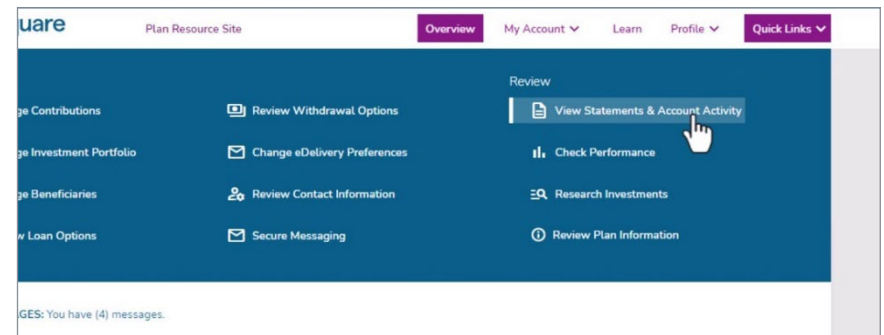 uare Plan Resource Site Overview My Account Learn Profile Quick Links
Review
ge Contributions Review Withdrawal Options View Statements & Account Activity
ge Investment Portfolio Change eDelivery Preferences Check Performance
ge Beneficiaries Review Contact Information Research Investments
w Loan Options Secure Messaging Review Plan Information
GES: You have (4) messages.